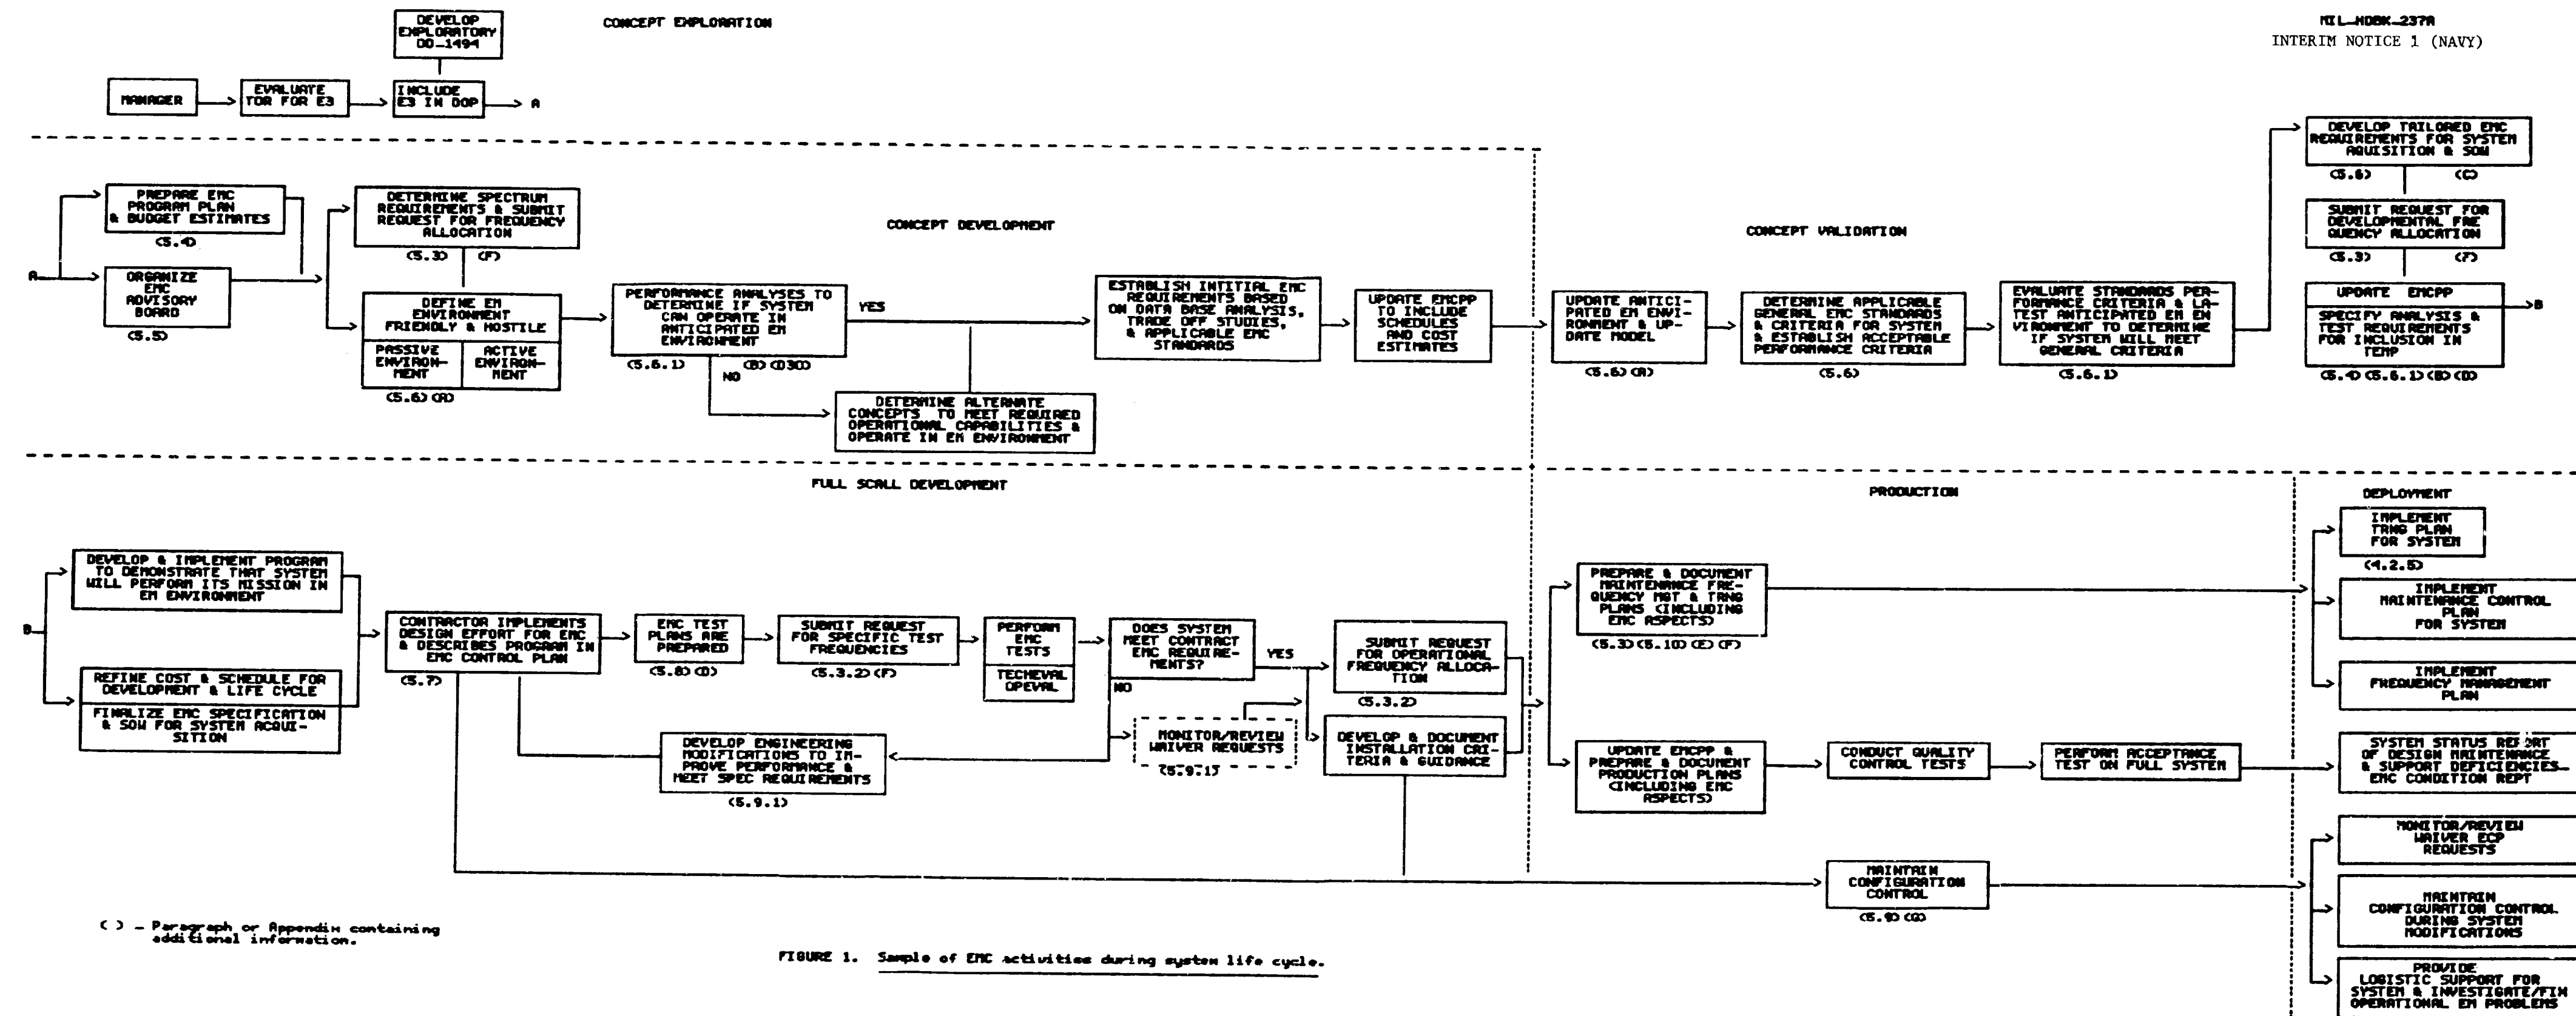 MIL_HDBK_237A
INTERIM NOTICE 1 (NAVY)
CONCEPT EXPLORATION
DEVELOP
EXPLORATORY
DD_1494
MANAGER
EVALUATE
TOR FOR E3
INCLUDE
E3 IN DOP
A
A
PREPARE EMC
PROGRAM PLAN
& BUDGET ESTIMATES
(5.4)
ORGANIZE
EMC
ADVISORY
BOARD
(5.5)
DETERMINE SPECTRUM
REQUIREMENTS & SUBMIT
REQUEST FOR FREQUENCY
ALLOCATION
(5.3) (F)
DEFINE EM
ENVIRONMENT
FRIENDLY & HOSTILE
PASSIVE
ENVIRON-
MENT
ACTIVE
ENVIRON-
MENT
(5.6) (A)
CONCEPT DEVELOPMENT
PERFORMANCE ANALYSES TO
DETERMINE IF SYSTEM
CAN OPERATE IN
ANTICIPATED EM
ENVIRONMENT
(5.6.1) (B) (D30)
YES
NO
DETERMINE ALTERNATE
CONCEPTS TO MEET REQUIRED
OPERATIONAL CAPABILITIES &
OPERATE IN EM ENVIRONMENT
ESTABLISH INTITIAL EMC
REQUIREMENTS BASED
ON DATA BASE ANALYSIS,
TRADE OFF STUDIES,
& APPLICABLE EMC
STANDARDS
UPDATE EMCPP
TO INCLUDE
SCHEDULES
AND COST
ESTIMATES
CONCEPT VALIDATION
UPDATE ANTICI-
PATED EM ENVI-
RONMENT & UP-
DATE MODEL
(5.6) (A)
DETERMINE APPLICABLE
GENERAL EMC STANDARDS
& CRITERIA FOR SYSTEM
& ESTABLISH ACCEPTABLE
PERFORMANCE CRITERIA
(5.6)
EVALUATE STANDARDS PER-
FORMANCE CRITERIA & LA-
TEST ANTICIPATED EM EN
VIRONMENT TO DETERMINE
IF SYSTEM WILL MEET
GENERAL CRITERIA
(5.6.1)
DEVELOP TAILORED EMC
REQUIREMENTS FOR SYSTEM
AQUISITION & SOW
(5.6) (C)
SUBMIT REQUEST FOR
DEVELOPMENTAL FRE
QUENCY ALLOCATION
(5.3) (F)
UPDATE EMCPP
SPECIFY ANALYSIS &
TEST REQUIREMENTS
FOR INCLUSION IN
TEMP
(5.4) (5.6.1) (B) (D)
B
FULL SCALL DEVELOPMENT
B
DEVELOP & IMPLEMENT PROGRAM
TO DEMONSTRATE THAT SYSTEM
WILL PERFORM ITS MISSION IN
EM ENVIRONMENT
REFINE COST & SCHEDULE FOR
DEVELOPMENT & LIFE CYCLE
FINALIZE EMC SPECIFICATION
& SOW FOR SYSTEM ACQUI-
SITION
CONTRACTOR IMPLEMENTS
DESIGN EFFORT FOR EMC
& DESCRIBES PROGRAM IN
EMC CONTROL PLAN
(5.7)
EMC TEST
PLANS ARE
PREPARED
(5.8) (D)
SUBMIT REQUEST
FOR SPECIFIC TEST
FREQUENCIES
(5.3.2) (F)
PERFORM
EMC
TESTS
TECHEVAL
OPEVAL
DOES SYSTEM
MEET CONTRACT
EMC REQUIRE-
MENTS?
YES
NO
DEVELOP ENGINEERING
MODIFICATIONS TO IM-
PROVE PERFORMANCE &
MEET SPEC REQUIREMENTS
(5.9.1)
MONITOR/REVIEW
WAIVER REQUESTS
(5.9.1)
SUBMIT REQUEST
FOR OPERATIONAL
FREQUENCY ALLOCA-
TION
(5.3.2)
DEVELOP & DOCUMENT
INSTALLATION CRI-
TERIA & GUIDANCE
PRODUCTION
PREPARE & DOCUMENT
MAINTENANCE FRE-
QUENCY MGT & TRNG
PLANS (INCLUDING
EMC ASPECTS)
(5.3) (5.10) (E) (F)
UPDATE EMCPP &
PREPARE & DOCUMENT
PRODUCTION PLANS
(INCLUDING EMC
ASPECTS)
CONDUCT QUALITY
CONTROL TESTS
PERFORM ACCEPTANCE
TEST ON FULL SYSTEM
MAINTAIN
CONFIGURATION
CONTROL
(5.9) (G)
DEPLOYMENT
IMPLEMENT
TRNG PLAN
FOR SYSTEM
(4.2.5)
IMPLEMENT
MAINTENANCE CONTROL
PLAN
FOR SYSTEM
IMPLEMENT
FREQUENCY MANAGEMENT
PLAN
SYSTEM STATUS REPORT
OF DESIGN MAINTENANCE
& SUPPORT DEFICIENCIES_
EMC CONDITION REPT
MONITOR/REVIEW
WAIVER ECP
REQUESTS
MAINTAIN
CONFIGURATION CONTROL
DURING SYSTEM
MODIFICATIONS
PROVIDE
LOGISTIC SUPPORT FOR
SYSTEM & INVESTIGATE/FIX
OPERATIONAL EM PROBLEMS
( ) _ Paragraph or Appendix containing
additional information.
FIGURE 1. Sample of EMC activities during system life cycle.